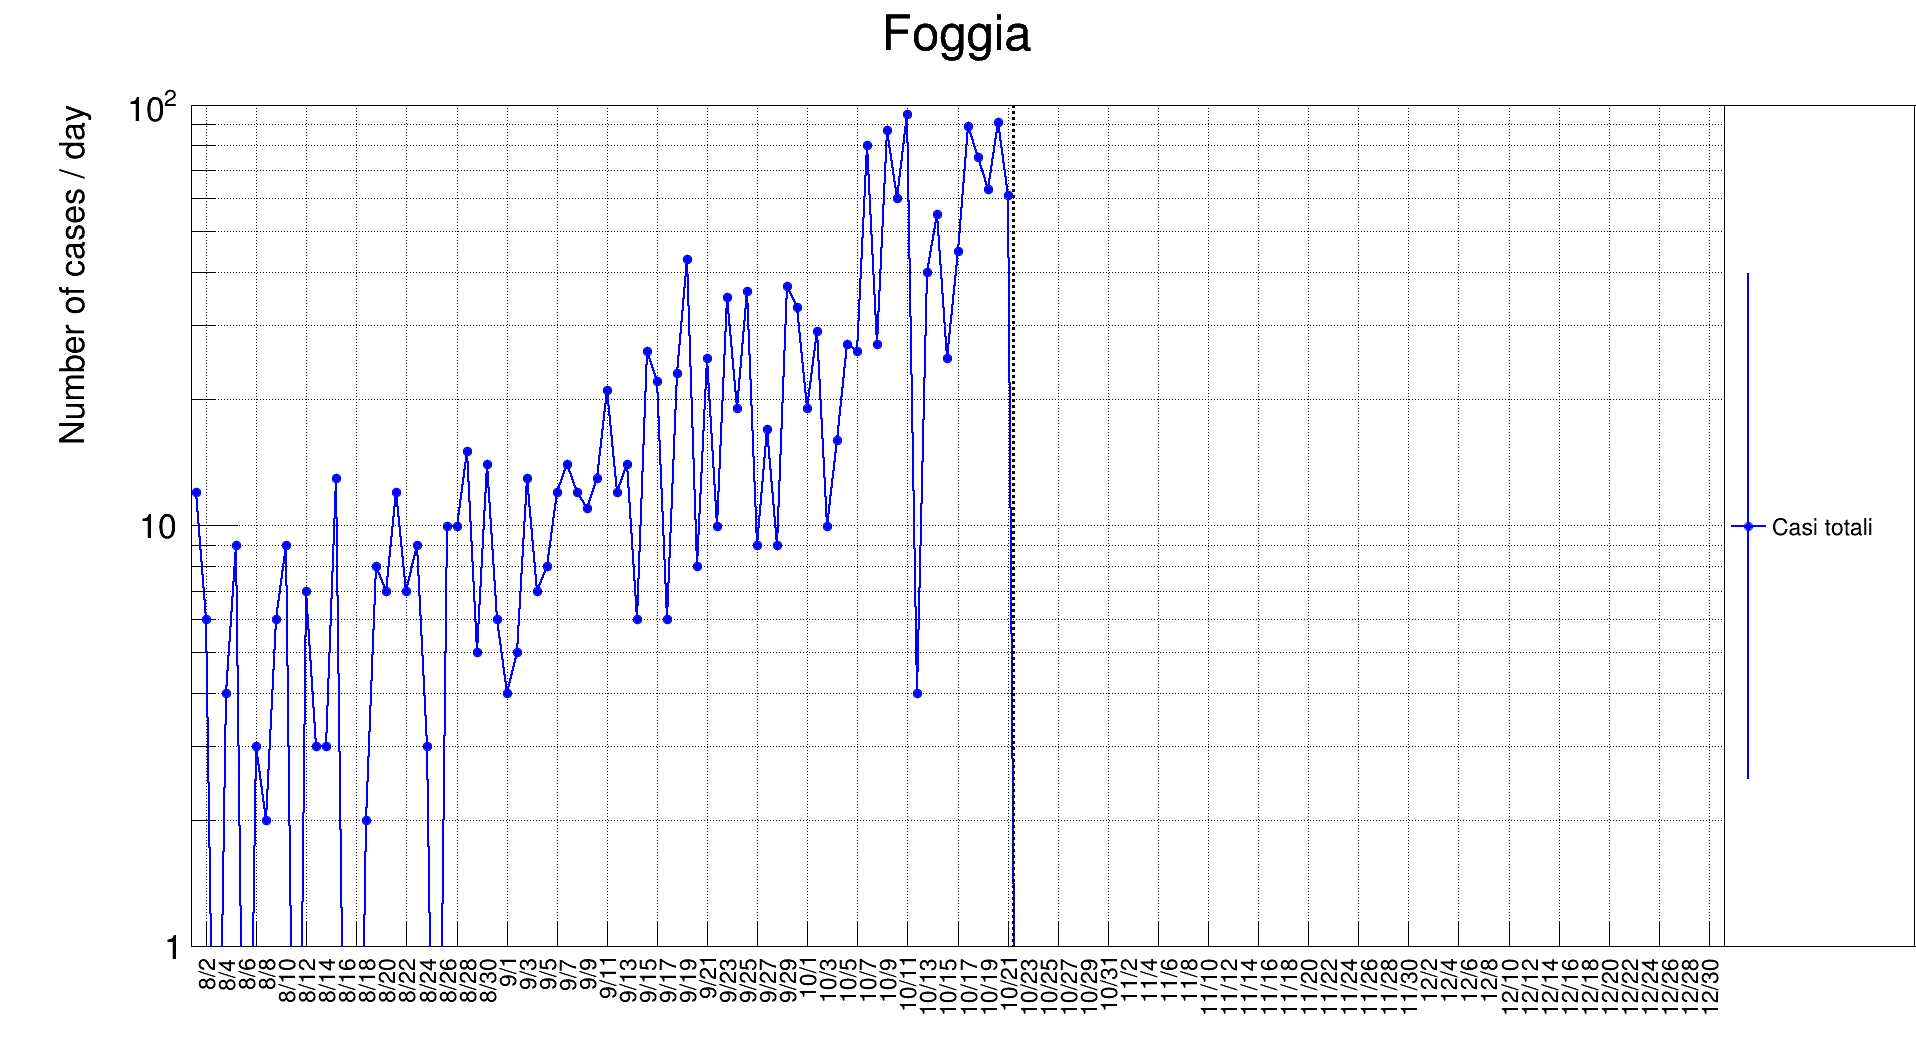 Foggia
Number of cases / day
10²
10
1
8/2 8/4 8/6 8/8 8/10 8/12 8/14 8/16 8/18 8/20 8/22 8/24 8/26 8/28 8/30 9/1 9/3 9/5 9/7 9/9 9/11 9/13 9/15 9/17 9/19 9/21 9/23 9/25 9/27 9/29 10/1 10/3 10/5 10/7 10/9 10/11 10/13 10/15 10/17 10/19 10/21 10/23 10/25 10/27 10/29 10/31 11/2 11/4 11/6 11/8 11/10 11/12 11/14 11/16 11/18 11/20 11/22 11/24 11/26 11/28 11/30 12/2 12/4 12/6 12/8 12/10 12/12 12/14 12/16 12/18 12/20 12/22 12/24 12/26 12/28 12/30
Casi totali